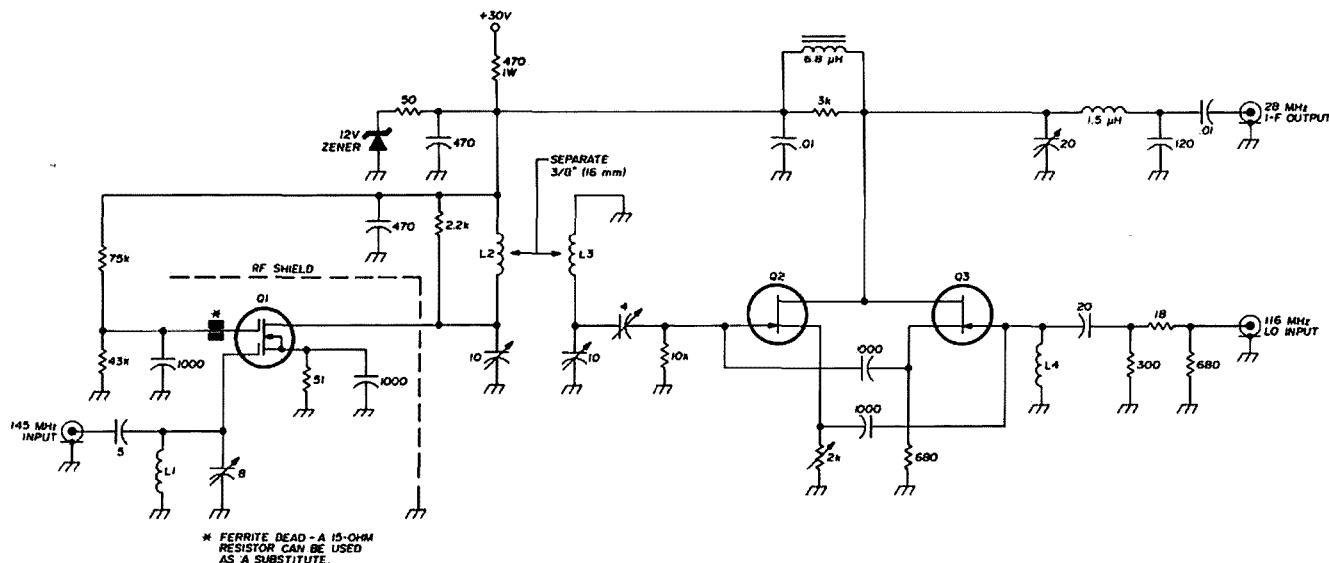 +30V
470
1W
6.8 µH
50
3k
28 MHz
I-F OUTPUT
12V
ZENER
470
.01
20
1.5 µH
120
.01
SEPARATE
3/8" (16 mm)
470
2.2k
L2
L3
75k
RF SHIELD
Q1
*
Q2
Q3
4
20
18
116 MHz
LO INPUT
43k
1000
10
10
10k
1000
L4
300
680
51
1000
1000
145 MHz
INPUT
5
L1
8
2k
680
* FERRITE BEAD - A 15-OHM
RESISTOR CAN BE USED
AS A SUBSTITUTE.